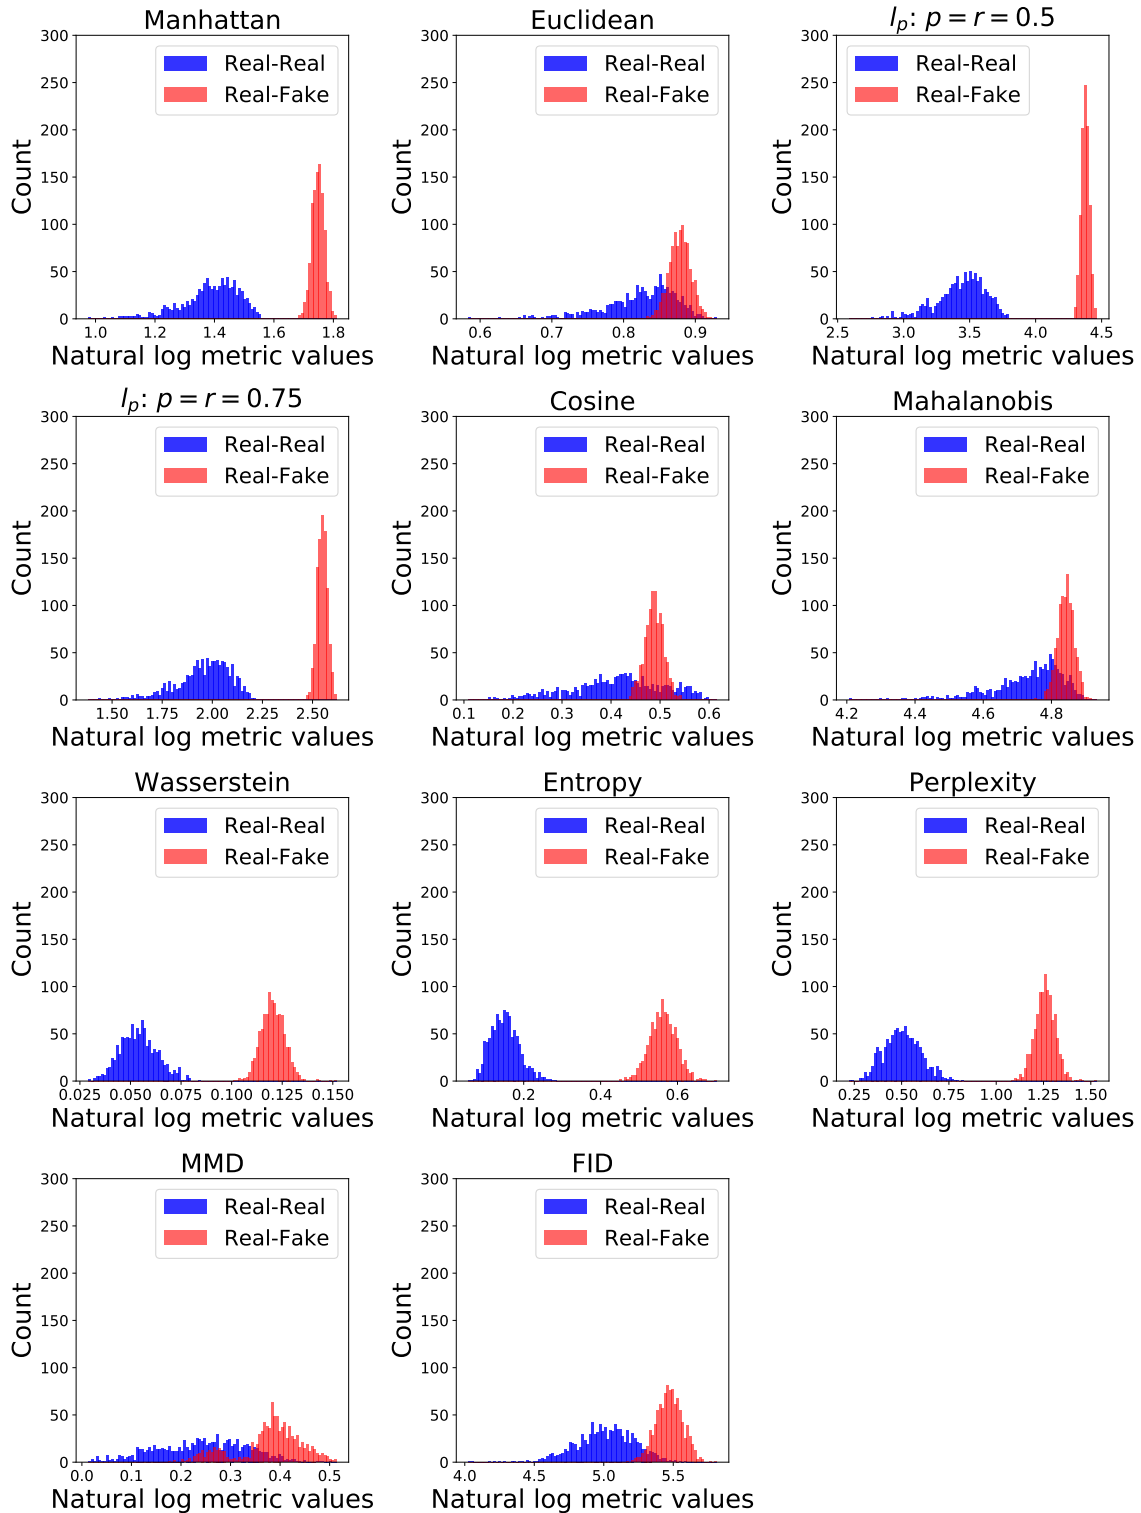 Manhattan
300
250
200
150
100
50
0
Count
Real-Real
Real-Fake
1.0 1.2 1.4 1.6 1.8
Natural log metric values
Euclidean
300
250
200
150
100
50
0
Count
Real-Real
Real-Fake
0.6 0.7 0.8 0.9
Natural log metric values
l_p: p = r = 0.5
300
250
200
150
100
50
0
Count
Real-Real
Real-Fake
2.5 3.0 3.5 4.0 4.5
Natural log metric values
l_p: p = r = 0.75
300
250
200
150
100
50
0
Count
Real-Real
Real-Fake
1.50 1.75 2.00 2.25 2.50
Natural log metric values
Cosine
300
250
200
150
100
50
0
Count
Real-Real
Real-Fake
0.1 0.2 0.3 0.4 0.5 0.6
Natural log metric values
Mahalanobis
300
250
200
150
100
50
0
Count
Real-Real
Real-Fake
4.2 4.4 4.6 4.8
Natural log metric values
Wasserstein
300
250
200
150
100
50
0
Count
Real-Real
Real-Fake
0.025 0.050 0.075 0.100 0.125 0.150
Natural log metric values
Entropy
300
250
200
150
100
50
0
Count
Real-Real
Real-Fake
0.2 0.4 0.6
Natural log metric values
Perplexity
300
250
200
150
100
50
0
Count
Real-Real
Real-Fake
0.25 0.50 0.75 1.00 1.25 1.50
Natural log metric values
MMD
300
250
200
150
100
50
0
Count
Real-Real
Real-Fake
0.0 0.1 0.2 0.3 0.4 0.5
Natural log metric values
FID
300
250
200
150
100
50
0
Count
Real-Real
Real-Fake
4.0 4.5 5.0 5.5
Natural log metric values